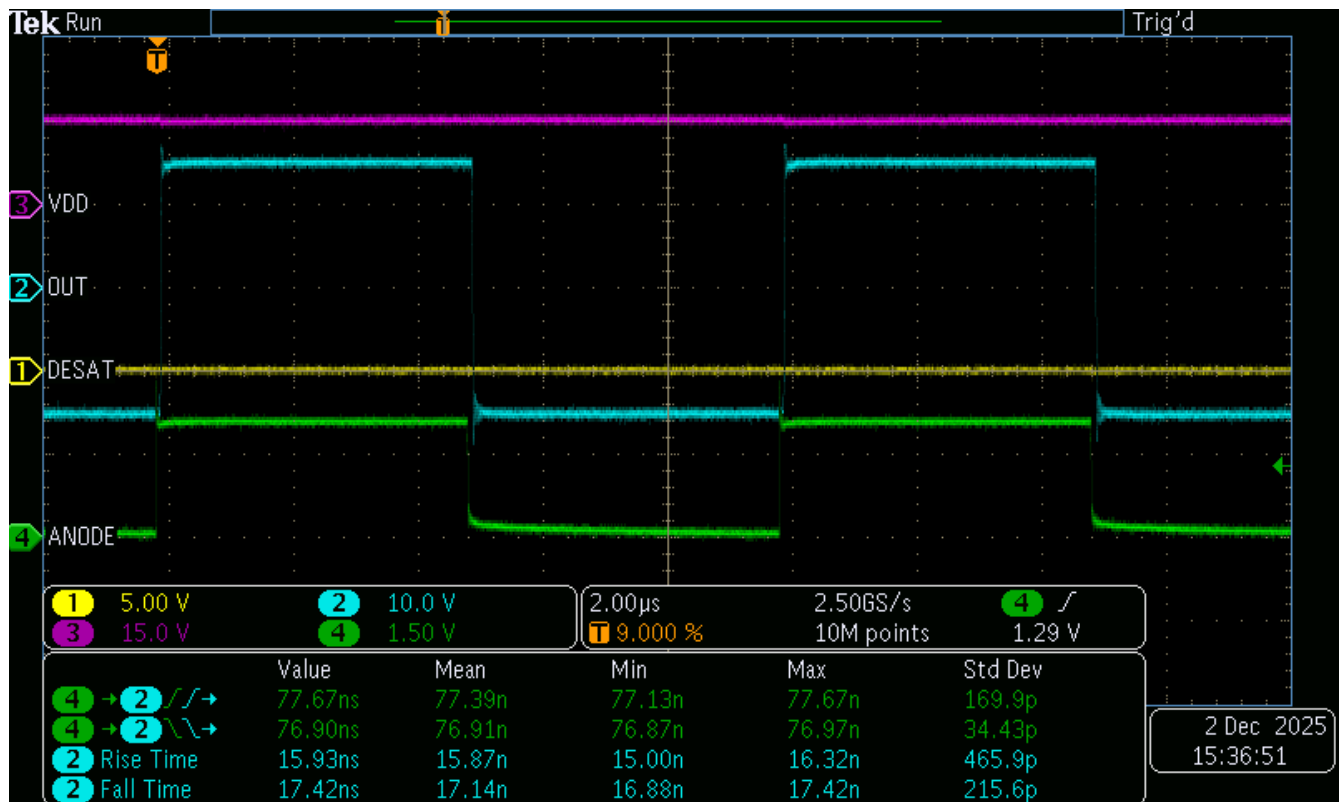 Tek Run Trig'd
T
T
3 VDD
2 OUT
1 DESAT
4 ANODE
1 5.00 V 2 10.0 V 2.00µs 2.50GS/s 4
3 15.0 V 4 1.50 V T 9.000 % 10M points 1.29 V
Value Mean Min Max Std Dev
4 → 2 → 77.67ns 77.39n 77.13n 77.67n 169.9p
4 → 2 → 76.90ns 76.91n 76.87n 76.97n 34.43p
2 Rise Time 15.93ns 15.87n 15.00n 16.32n 465.9p
2 Fall Time 17.42ns 17.14n 16.88n 17.42n 215.6p
2 Dec 2025
15:36:51